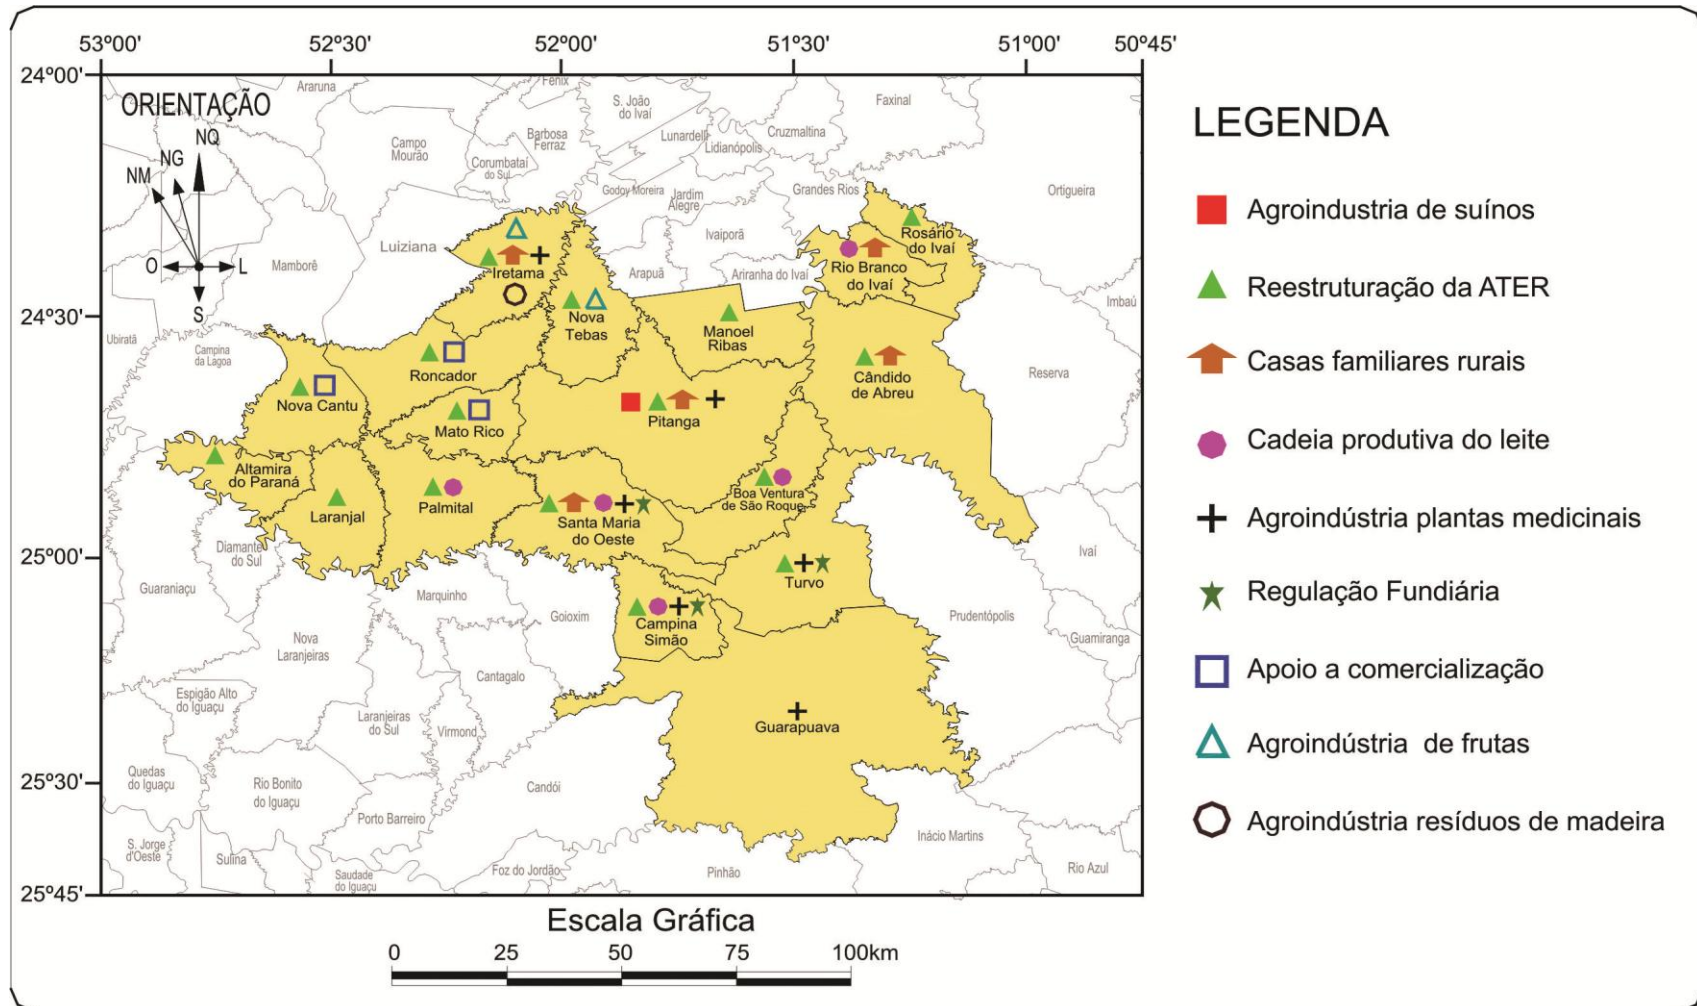 53º00'
52º30'
52º00'
51º30'
51º00'
50º45'
24º00'
24º30'
25º00'
25º30'
25º45'
ORIENTAÇÃO
NQ
NG
NM
O
L
S
Araruna
Fenix
S. João
do Ivaí
Faxinal
Campo
Mourão
Barbosa
Ferraz
Lunardelli
Cruzmaltina
Lidianópolis
Corumbataí
do Sul
Godoy Moreira
Jardim
Alegre
Grandes Rios
Ortigueira
Luiziana
Mamborê
Ivaiporã
Arapuã
Ariranha do Ivaí
Rosário
do Ivaí
Rio Branco
do Ivaí
Iretama
Imbaú
Ubiratã
Campina
da Lagoa
Nova
Tebas
Manoel
Ribas
Roncador
Cândido
de Abreu
Reserva
Nova Cantu
Mato Rico
Pitanga
Altamira
do Paraná
Laranjal
Palmital
Santa Maria
do Oeste
Boa Ventura
de São Roque
Diamante
do Sul
Ivaí
Guaraniaçu
Marquinho
Goioxim
Turvo
Campina
Simão
Prudentópolis
Guamiranga
Nova
Laranjeiras
Cantagalo
Espigão Alto
do Iguaçu
Laranjeiras
do Sul
Virmond
Guarapuava
Quedas
do Iguaçu
Rio Bonito
do Iguaçu
Candói
Porto Barreiro
Inácio Martins
S. Jorge
d'Oeste
Sulina
Saudade
do Iguaçu
Foz do Jordão
Pinhão
Rio Azul
Escala Gráfica
0 25 50 75 100km
LEGENDA
Agroindustria de suínos
Reestruturação da ATER
Casas familiares rurais
Cadeia produtiva do leite
Agroindústria plantas medicinais
Regulação Fundiária
Apoio a comercialização
Agroindústria de frutas
Agroindústria resíduos de madeira